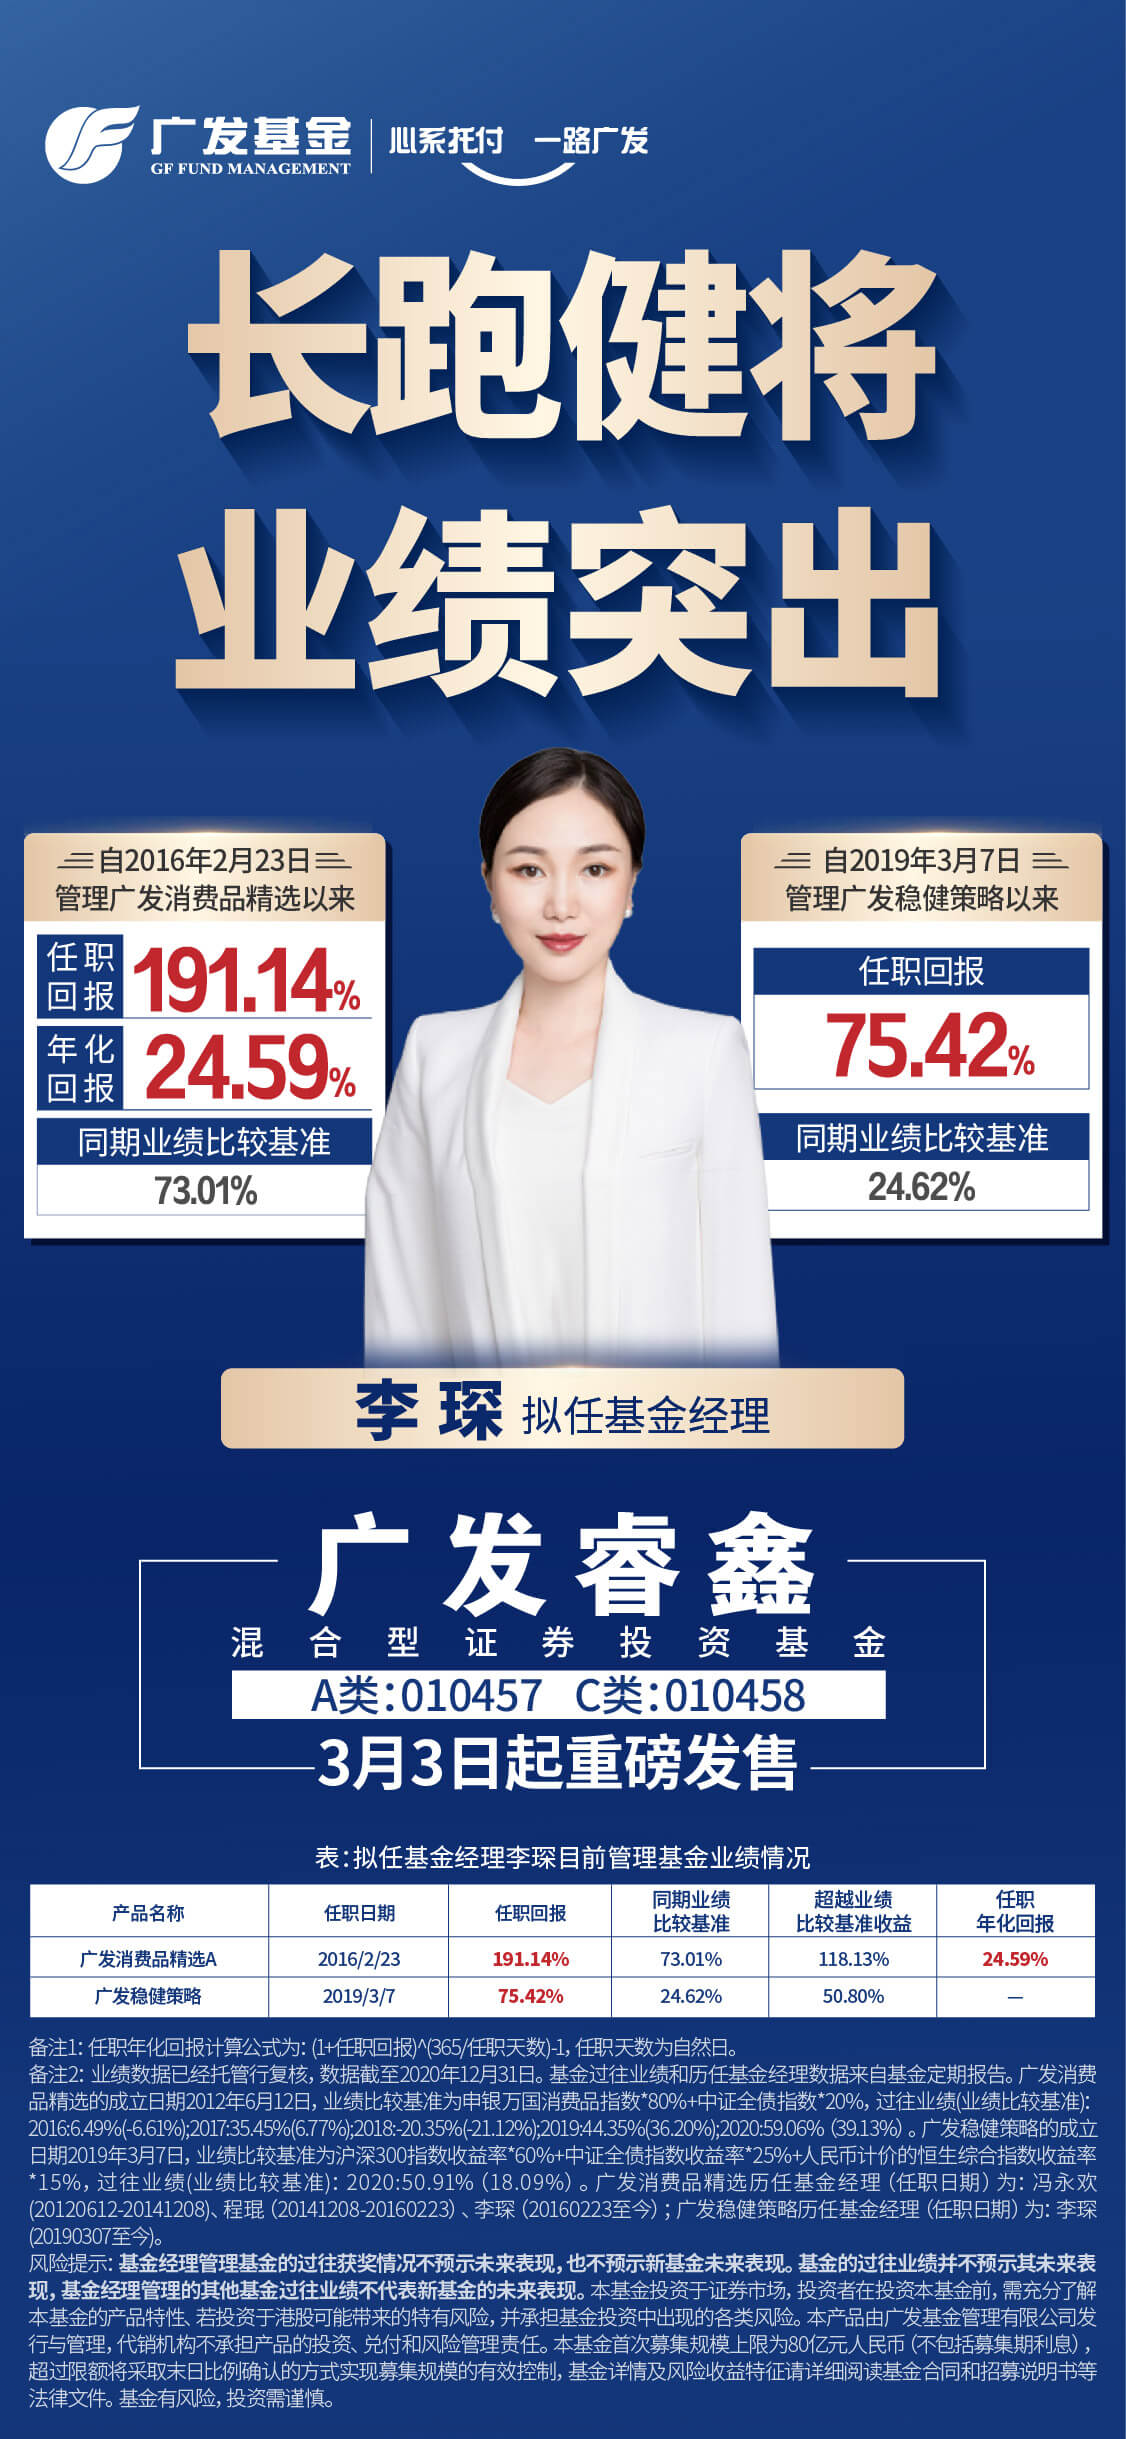 广发基金
GF FUND MANAGEMENT
心系托付 一路广发
长跑健将
业绩突出
自2016年2月23日
管理广发消费品精选以来
任职回报 191.14%
年化回报 24.59%
同期业绩比较基准
73.01%
自2019年3月7日
管理广发稳健策略以来
任职回报
75.42%
同期业绩比较基准
24.62%
李琛 拟任基金经理
广发睿鑫
混合型证券投资基金
A类:010457 C类:010458
3月3日起重磅发售
表:拟任基金经理李琛目前管理基金业绩情况
产品名称 任职日期 任职回报 同期业绩比较基准 超越业绩比较基准收益 任职年化回报
广发消费品精选A 2016/2/23 191.14% 73.01% 118.13% 24.59%
广发稳健策略 2019/3/7 75.42% 24.62% 50.80% —
备注1: 任职年化回报计算公式为: (1+任职回报)^(365/任职天数)-1, 任职天数为自然日。
备注2: 业绩数据已经托管行复核, 数据截至2020年12月31日。基金过往业绩和历任基金经理数据来自基金定期报告。广发消费
品精选的成立日期2012年6月12日, 业绩比较基准为申银万国消费品指数*80%+中证全债指数*20%, 过往业绩(业绩比较基准):
2016:6.49%(-6.61%);2017:35.45%(6.77%);2018:-20.35%(-21.12%);2019:44.35%(36.20%);2020:59.06%（39.13%）。广发稳健策略的成立
日期2019年3月7日, 业绩比较基准为沪深300指数收益率*60%+中证全债指数收益率*25%+人民币计价的恒生综合指数收益率
*15%, 过往业绩(业绩比较基准): 2020:50.91%（18.09%）。广发消费品精选历任基金经理（任职日期）为: 冯永欢
(20120612-20141208)、程琨（20141208-20160223）、李琛（20160223至今）; 广发稳健策略历任基金经理（任职日期）为: 李琛
(20190307至今)。
风险提示: 基金经理管理基金的过往获奖情况不预示未来表现, 也不预示新基金未来表现。基金的过往业绩并不预示其未来表
现, 基金经理管理的其他基金过往业绩不代表新基金的未来表现。本基金投资于证券市场, 投资者在投资本基金前, 需充分了解
本基金的产品特性、若投资于港股可能带来的特有风险, 并承担基金投资中出现的各类风险。本产品由广发基金管理有限公司发
行与管理, 代销机构不承担产品的投资、兑付和风险管理责任。本基金首次募集规模上限为80亿元人民币（不包括募集期利息）,
超过限额将采取末日比例确认的方式实现募集规模的有效控制, 基金详情及风险收益特征请详细阅读基金合同和招募说明书等
法律文件。基金有风险, 投资需谨慎。